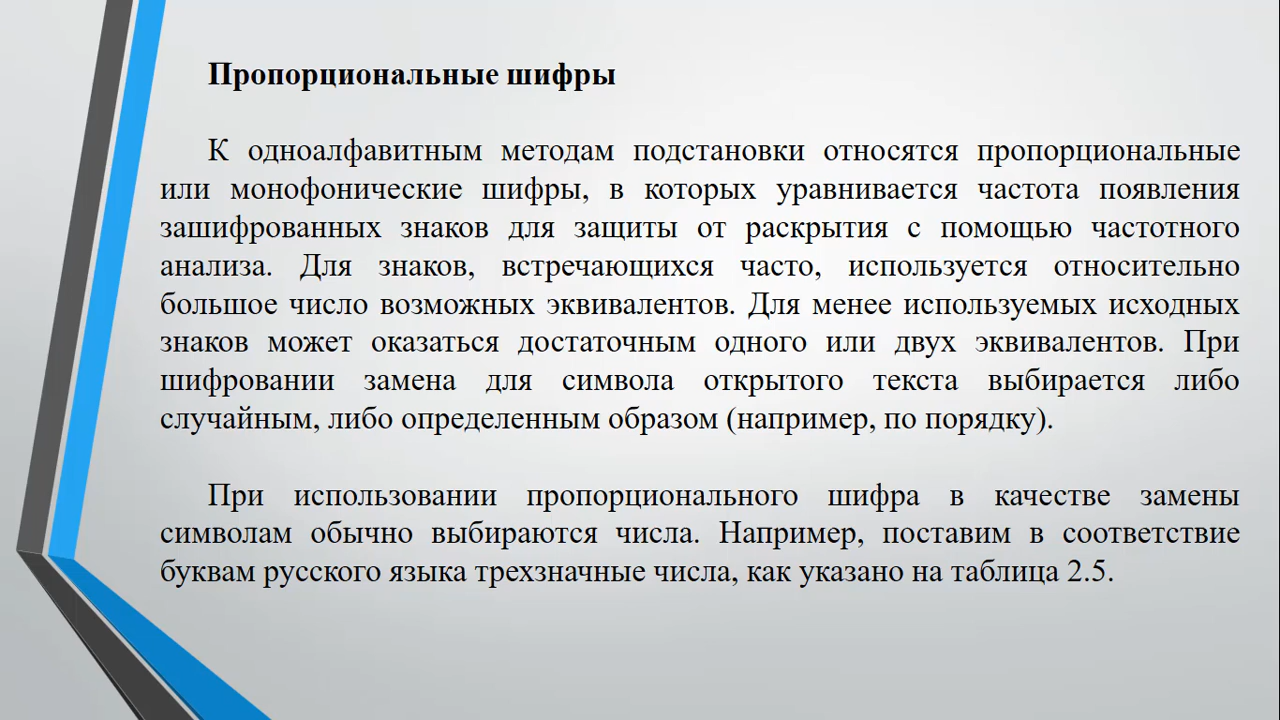 Пропорциональные шифры
К одноалфавитным методам подстановки относятся пропорциональные
или монофонические шифры, в которых уравнивается частота появления
зашифрованных знаков для защиты от раскрытия с помощью частотного
анализа. Для знаков, встречающихся часто, используется относительно
большое число возможных эквивалентов. Для менее используемых исходных
знаков может оказаться достаточным одного или двух эквивалентов. При
шифровании замена для символа открытого текста выбирается либо
случайным, либо определенным образом (например, по порядку).
При использовании пропорционального шифра в качестве замены
символам обычно выбираются числа. Например, поставим в соответствие
буквам русского языка трехзначные числа, как указано на таблица 2.5.